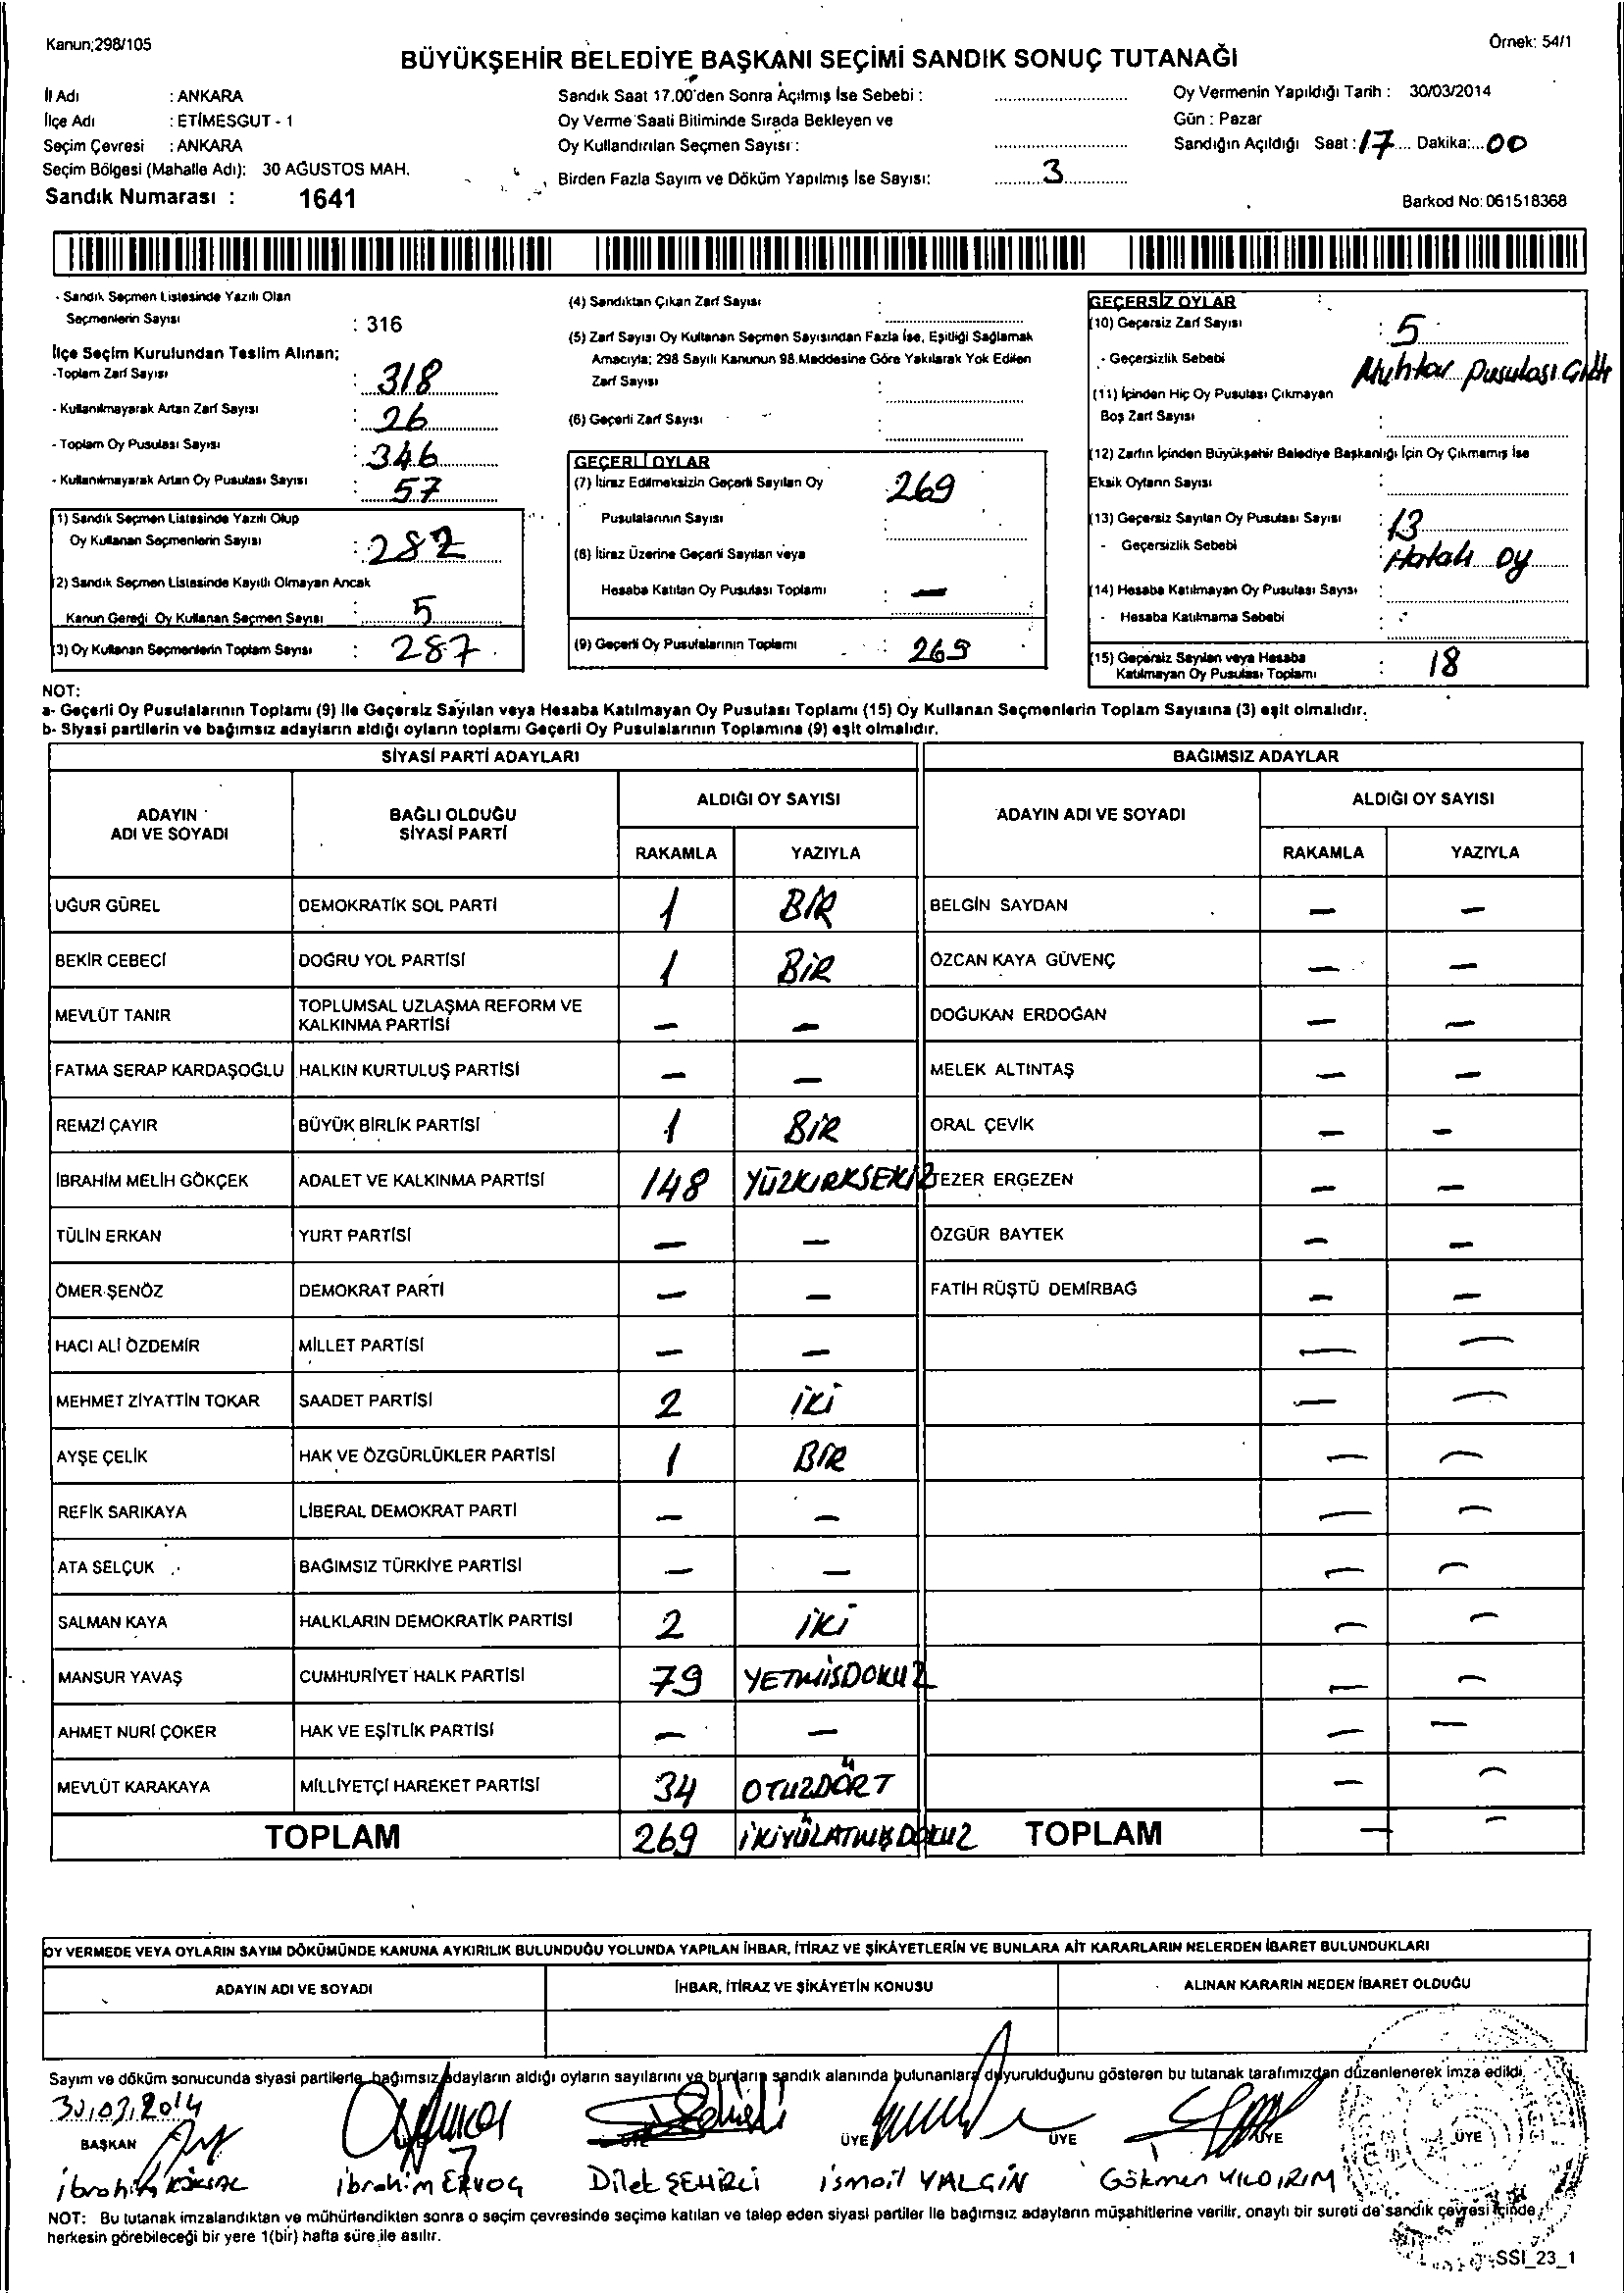 Kanun;298/105
Örnek: 54/1
BÜYÜKŞEHİR BELEDİYE BAŞKANI SEÇİMİ SANDIK SONUÇ TUTANAĞI
İl Adı : ANKARA
İlçe Adı : ETİMESGUT - 1
Seçim Çevresi : ANKARA
Seçim Bölgesi (Mahalle Adı): 30 AĞUSTOS MAH.
Sandık Numarası : 1641
Sandık Saat 17.00'den Sonra Açılmış İse Sebebi :
Oy Verme Saati Bitiminde Sırada Bekleyen ve
Oy Kullandırılan Seçmen Sayısı :
Birden Fazla Sayım ve Döküm Yapılmış İse Sayısı: 3
Oy Vermenin Yapıldığı Tarih : 30/03/2014
Gün : Pazar
Sandığın Açıldığı Saat : 17 Dakika: 00
Barkod No: 061518368
- Sandık Seçmen Listesinde Yazılı Olan
Seçmenlerin Sayısı : 316
İlçe Seçim Kurulundan Teslim Alınan;
-Toplam Zarf Sayısı : 318
- Kullanılmayarak Artan Zarf Sayısı : 26
- Toplam Oy Pusulası Sayısı : 346
- Kullanılmayarak Artan Oy Pusulası Sayısı : 57
(1) Sandık Seçmen Listesinde Yazılı Olup
Oy Kullanan Seçmenlerin Sayısı : 282
(2) Sandık Seçmen Listesinde Kayıtlı Olmayan Ancak
Kanun Gereği Oy Kullanan Seçmen Sayısı : 5
(3) Oy Kullanan Seçmenlerin Toplam Sayısı : 287
(4) Sandıktan Çıkan Zarf Sayısı :
(5) Zarf Sayısı Oy Kullanan Seçmen Sayısından Fazla İse, Eşitliği Sağlamak
Amacıyla; 298 Sayılı Kanunun 98.Maddesine Göre Yakılarak Yok Edilen
Zarf Sayısı :
(6) Geçerli Zarf Sayısı :
GEÇERLİ OYLAR
(7) İtiraz Edilmeksizin Geçerli Sayılan Oy 269
Pusulalarının Sayısı :
(8) İtiraz Üzerine Geçerli Sayılan veya
Hesaba Katılan Oy Pusulası Toplamı : —
(9) Geçerli Oy Pusulalarının Toplamı : 269
GEÇERSİZ OYLAR
(10) Geçersiz Zarf Sayısı : 5
- Geçersizlik Sebebi Muhtar Pusulası
(11) İçinden Hiç Oy Pusulası Çıkmayan
Boş Zarf Sayısı :
(12) Zarfın İçinden Büyükşehir Belediye Başkanlığı İçin Oy Çıkmamış İse
Eksik Oyların Sayısı :
(13) Geçersiz Sayılan Oy Pusulası Sayısı : 13
- Geçersizlik Sebebi : Hatalı oy
(14) Hesaba Katılmayan Oy Pusulası Sayısı :
- Hesaba Katılmama Sebebi :
(15) Geçersiz Sayılan veya Hesaba
Katılmayan Oy Pusulası Toplamı : 18
NOT:
a- Geçerli Oy Pusulalarının Toplamı (9) İle Geçersiz Sayılan veya Hesaba Katılmayan Oy Pusulası Toplamı (15) Oy Kullanan Seçmenlerin Toplam Sayısına (3) eşit olmalıdır.
b- Siyasi partilerin ve bağımsız adayların aldığı oyların toplamı Geçerli Oy Pusulalarının Toplamına (9) eşit olmalıdır.
SİYASİ PARTİ ADAYLARI BAĞIMSIZ ADAYLAR
ADAYIN ADI VE SOYADI BAĞLI OLDUĞU SİYASİ PARTİ ALDIĞI OY SAYISI ADAYIN ADI VE SOYADI ALDIĞI OY SAYISI
RAKAMLA YAZIYLA RAKAMLA YAZIYLA
UĞUR GÜREL DEMOKRATİK SOL PARTİ 1 BİR BELGİN SAYDAN — —
BEKİR CEBECİ DOĞRU YOL PARTİSİ 1 BİR ÖZCAN KAYA GÜVENÇ — —
MEVLÜT TANIR TOPLUMSAL UZLAŞMA REFORM VE KALKINMA PARTİSİ — — DOĞUKAN ERDOĞAN — —
FATMA SERAP KARDAŞOĞLU HALKIN KURTULUŞ PARTİSİ — — MELEK ALTINTAŞ — —
REMZİ ÇAYIR BÜYÜK BİRLİK PARTİSİ 1 BİR ORAL ÇEVİK — —
İBRAHİM MELİH GÖKÇEK ADALET VE KALKINMA PARTİSİ 148 YÜZKIRKSEKİZ TEZER ERGEZEN — —
TÜLİN ERKAN YURT PARTİSİ — — ÖZGÜR BAYTEK — —
ÖMER ŞENÖZ DEMOKRAT PARTİ — — FATİH RÜŞTÜ DEMİRBAĞ — —
HACI ALİ ÖZDEMİR MİLLET PARTİSİ — — — —
MEHMET ZİYATTİN TOKAR SAADET PARTİSİ 2 İKİ — —
AYŞE ÇELİK HAK VE ÖZGÜRLÜKLER PARTİSİ 1 BİR — —
REFİK SARIKAYA LİBERAL DEMOKRAT PARTİ — — — —
ATA SELÇUK BAĞIMSIZ TÜRKİYE PARTİSİ — — — —
SALMAN KAYA HALKLARIN DEMOKRATİK PARTİSİ 2 İKİ — —
MANSUR YAVAŞ CUMHURİYET HALK PARTİSİ 79 YETMİSDOKUZ — —
AHMET NURİ ÇOKER HAK VE EŞİTLİK PARTİSİ — — — —
MEVLÜT KARAKAYA MİLLİYETÇİ HAREKET PARTİSİ 34 OTUZDÖRT — —
TOPLAM 269 İKİYÜZATMIŞDOKUZ TOPLAM — —
OY VERMEDE VEYA OYLARIN SAYIM DÖKÜMÜNDE KANUNA AYKIRILIK BULUNDUĞU YOLUNDA YAPILAN İHBAR, İTİRAZ VE ŞİKÂYETLERİN VE BUNLARA AİT KARARLARIN NELERDEN İBARET BULUNDUKLARI
ADAYIN ADI VE SOYADI İHBAR, İTİRAZ VE ŞİKÂYETİN KONUSU ALINAN KARARIN NEDEN İBARET OLDUĞU
Sayım ve döküm sonucunda siyasi partilerle bağımsız adayların aldığı oyların sayılarını ve bunların sandık alanında bulunanlara duyurulduğunu gösteren bu tutanak tarafımızdan düzenlenerek imza edildi.
30.03.2014
BAŞKAN ÜYE ÜYE ÜYE ÜYE ÜYE
ibrahim KÖKSAL ibrahim Dilek ŞEHİRLİ ismail YALÇIN Gökmen YILDIRIM
NOT: Bu tutanak imzalandıktan ve mühürlendikten sonra o seçim çevresinde seçime katılan ve talep eden siyasi partiler ile bağımsız adayların müşahitlerine verilir, onaylı bir sureti de sandık çevresi içinde,
herkesin görebileceği bir yere 1(bir) hafta süre ile asılır.
SSI_23_1